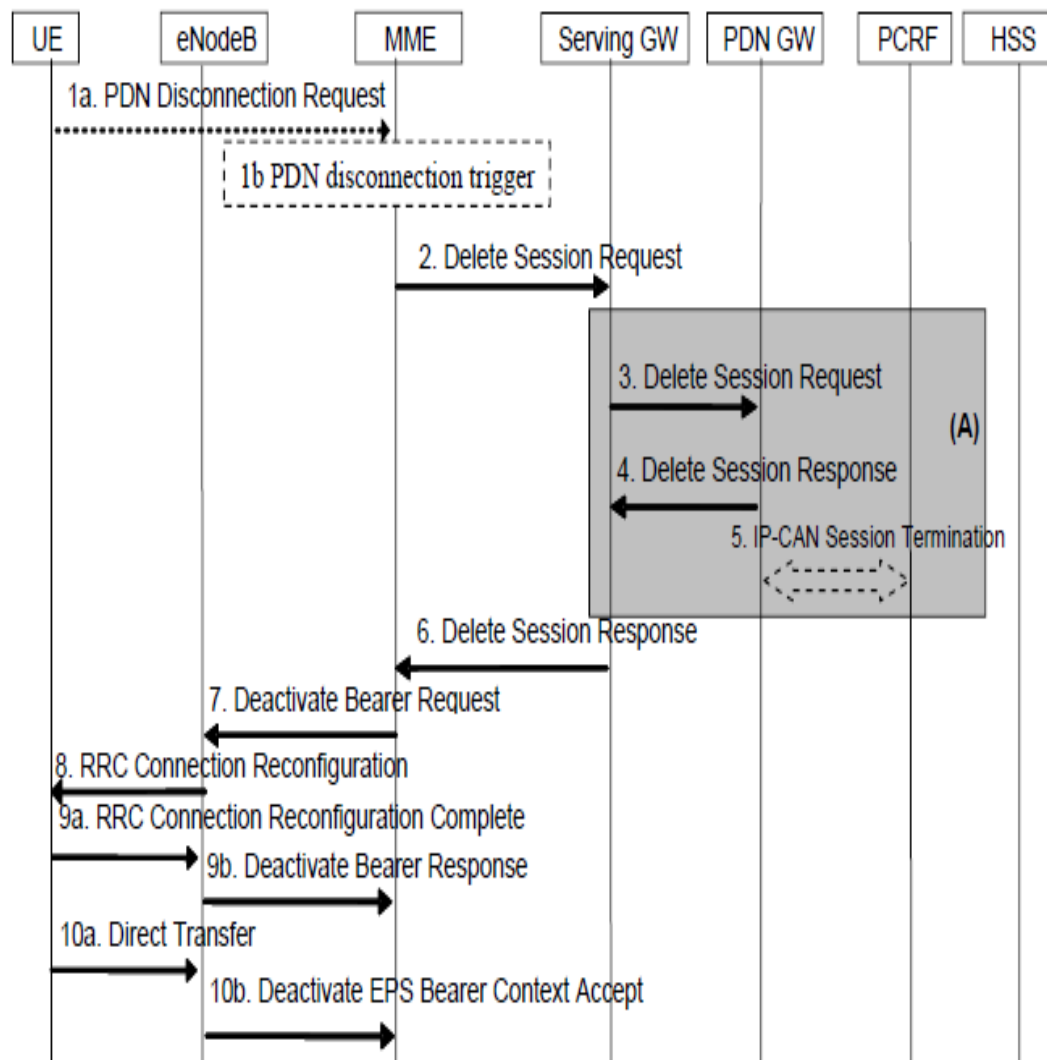 UE eNodeB MME Serving GW PDN GW PCRF HSS
1a. PDN Disconnection Request
1b PDN disconnection trigger
2. Delete Session Request
3. Delete Session Request
(A)
4. Delete Session Response
5. IP-CAN Session Termination
6. Delete Session Response
7. Deactivate Bearer Request
8. RRC Connection Reconfiguration
9a. RRC Connection Reconfiguration Complete
9b. Deactivate Bearer Response
10a. Direct Transfer
10b. Deactivate EPS Bearer Context Accept